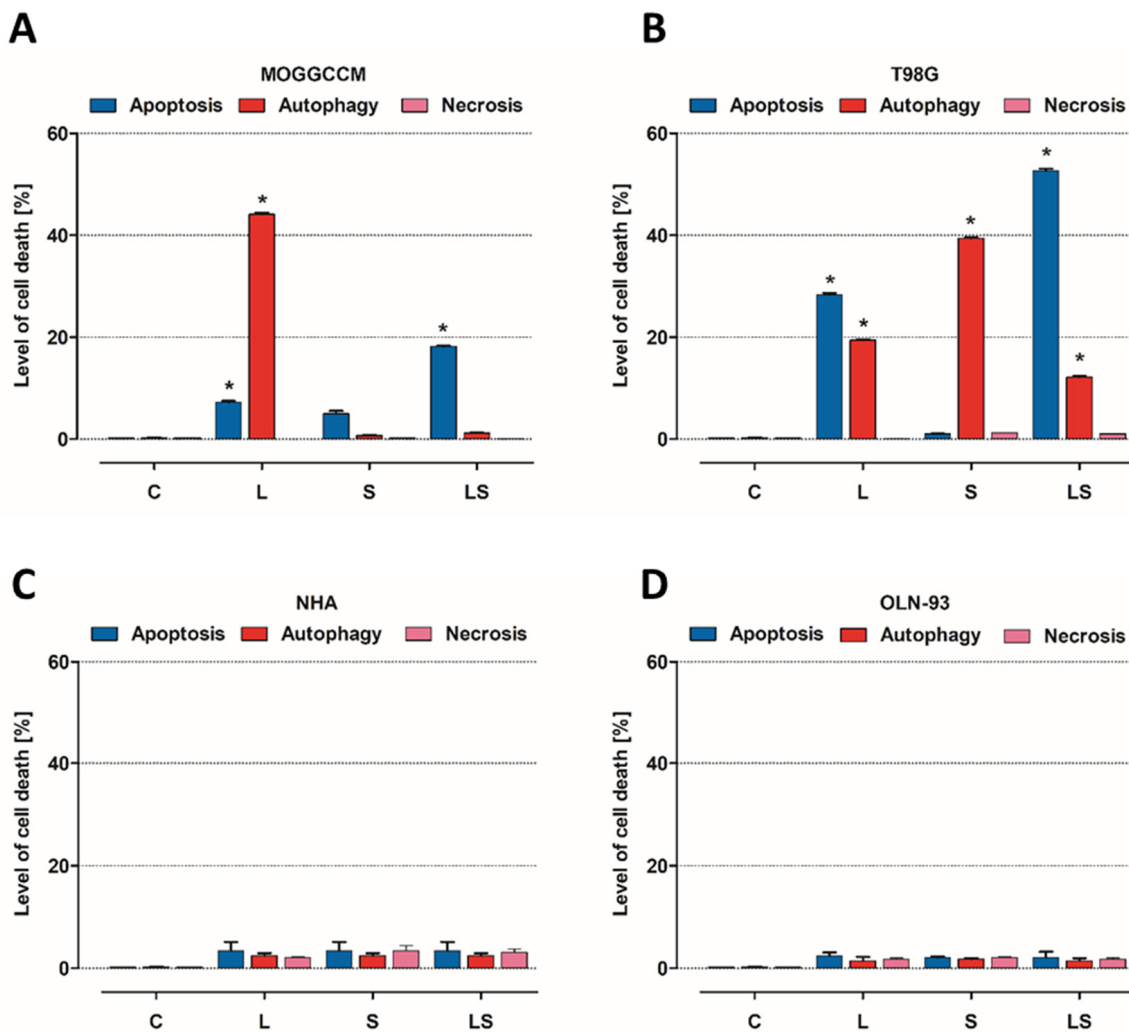 A
MOGGCCM
Apoptosis Autophagy Necrosis
Level of cell death [%]
60
40
20
0
*
*
*
C L S LS
B
T98G
Apoptosis Autophagy Necrosis
Level of cell death [%]
60
40
20
0
*
*
*
*
*
C L S LS
C
NHA
Apoptosis Autophagy Necrosis
Level of cell death [%]
60
40
20
0
C L S LS
D
OLN-93
Apoptosis Autophagy Necrosis
Level of cell death [%]
60
40
20
0
C L S LS